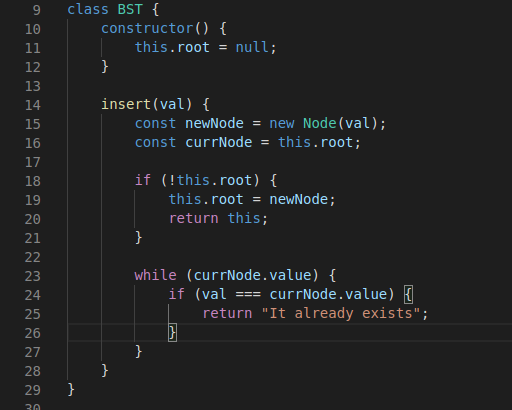 9 class BST {
10     constructor() {
11         this.root = null;
12     }
13
14     insert(val) {
15         const newNode = new Node(val);
16         const currNode = this.root;
17
18         if (!this.root) {
19             this.root = newNode;
20             return this;
21         }
22
23         while (currNode.value) {
24             if (val === currNode.value) {
25                 return "It already exists";
26             }
27         }
28     }
29 }
30